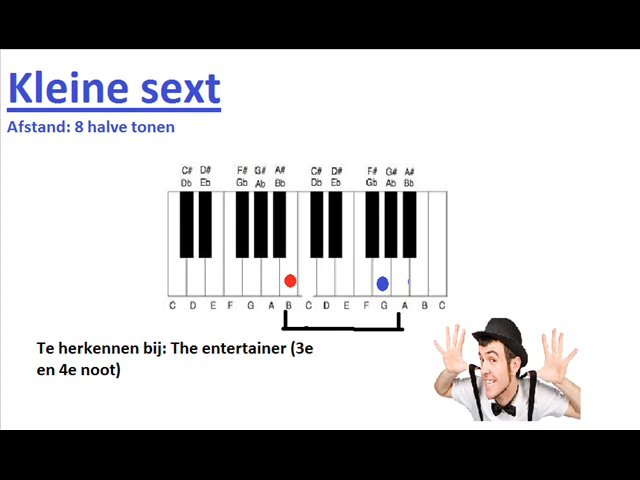 Kleine sext
Afstand: 8 halve tonen
C# D# F# G# A# C# D# F# G# A#
Db Eb Gb Ab Bb Db Eb Gb Ab Bb
C D E F G A B C D E F G A B C
Te herkennen bij: The entertainer (3e
en 4e noot)